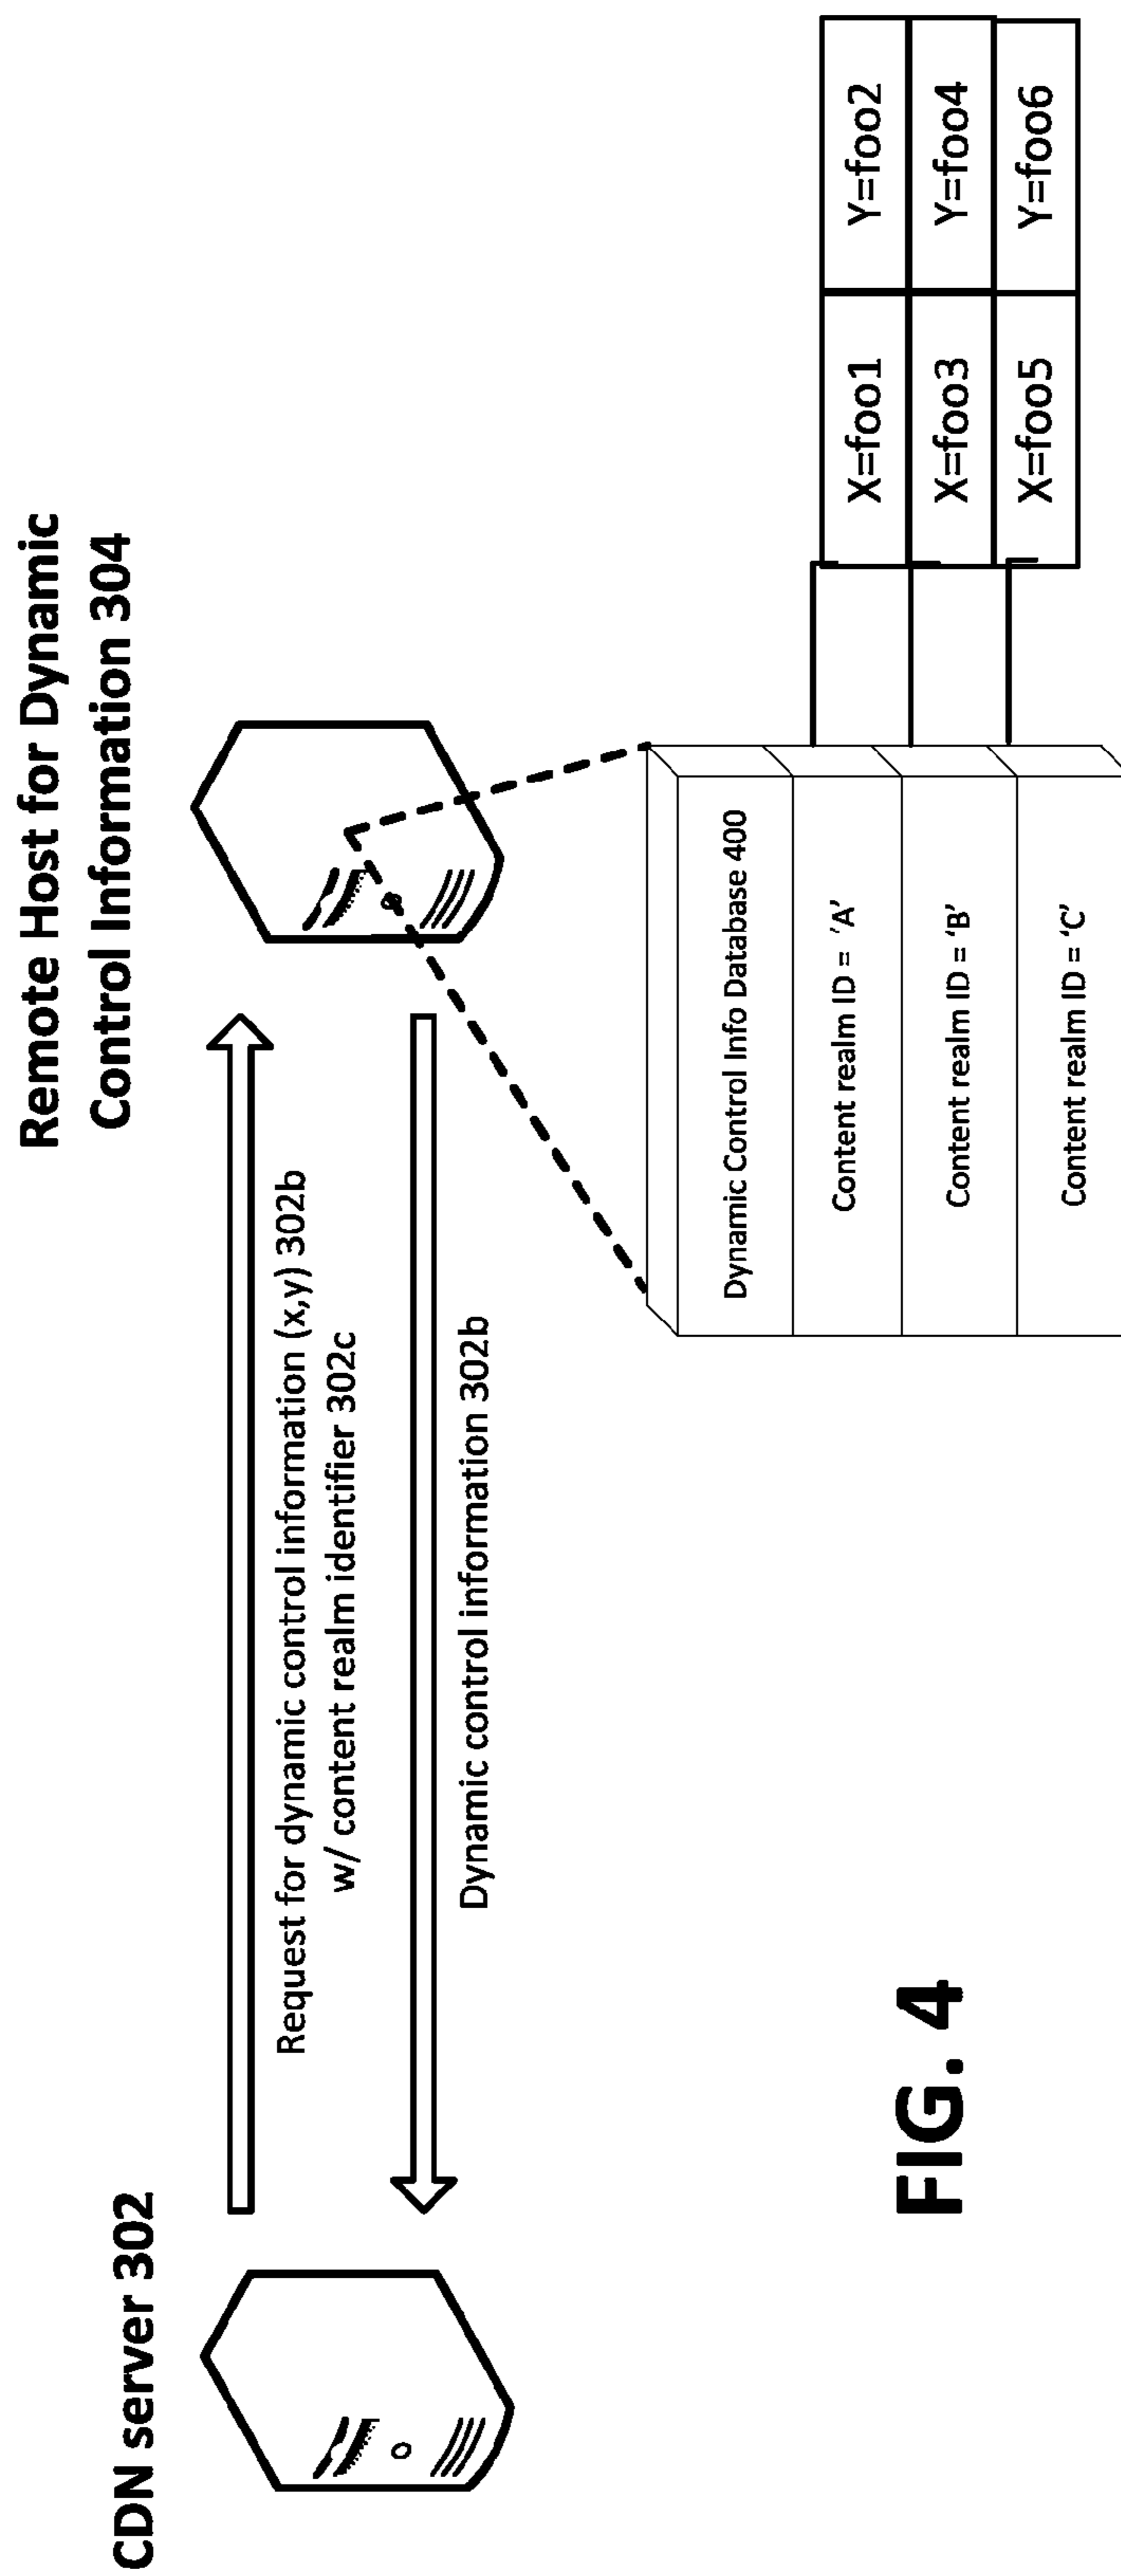 Remote Host for Dynamic
Control Information 304
CDN server 302
Request for dynamic control information (x,y) 302b
w/ content realm identifier 302c
Dynamic control information 302b
Dynamic Control Info Database 400
Content realm ID = ‘A’
Content realm ID = ‘B’
Content realm ID = ‘C’
X=foo1 Y=foo2
X=foo3 Y=foo4
X=foo5 Y=foo6
FIG. 4